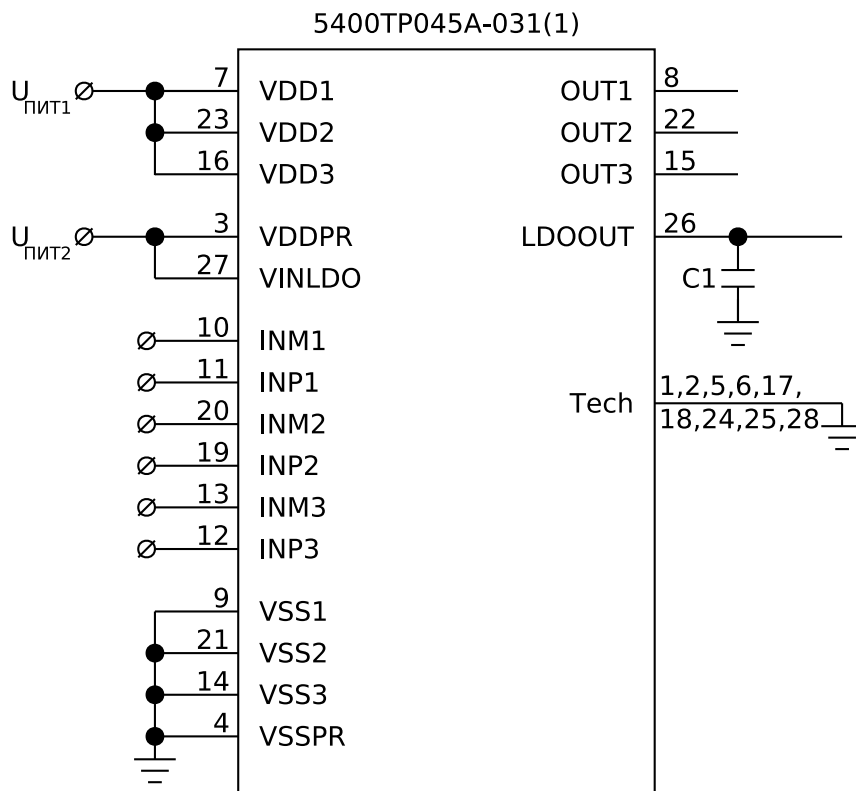 5400TP045A-031(1)
UПИТ1
7 VDD1
23 VDD2
16 VDD3
UПИТ2
3 VDDPR
27 VINLDO
10 INM1
11 INP1
20 INM2
19 INP2
13 INM3
12 INP3
9 VSS1
21 VSS2
14 VSS3
4 VSSPR
OUT1 8
OUT2 22
OUT3 15
LDOOUT 26
C1
Tech 1,2,5,6,17,
18,24,25,28